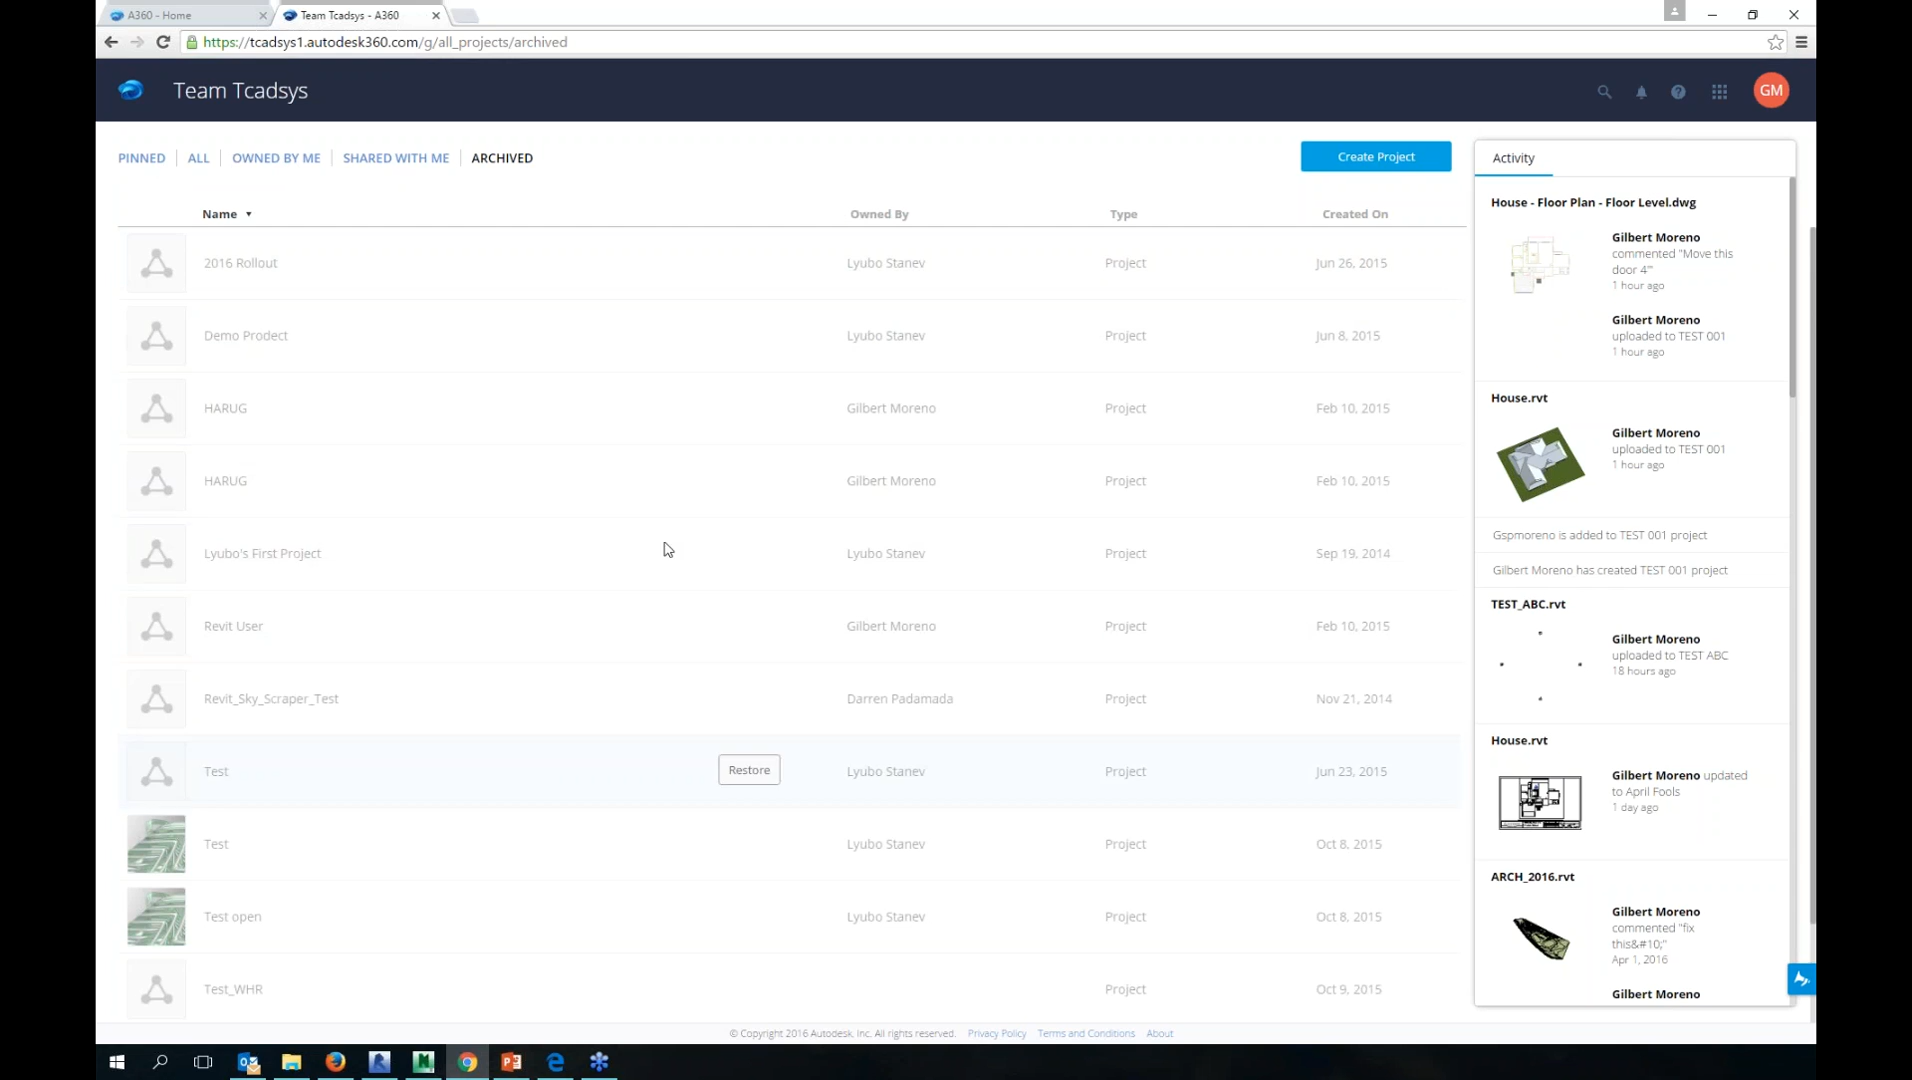 A360 - Home
Team Tcadsys - A360
https://tcadsys1.autodesk360.com/g/all_projects/archived
Team Tcadsys
GM
PINNED
ALL
OWNED BY ME
SHARED WITH ME
ARCHIVED
Create Project
Name
Owned By
Type
Created On
2016 Rollout
Lyubo Stanev
Project
Jun 26, 2015
Demo Prodect
Lyubo Stanev
Project
Jun 8, 2015
HARUG
Gilbert Moreno
Project
Feb 10, 2015
HARUG
Gilbert Moreno
Project
Feb 10, 2015
Lyubo's First Project
Lyubo Stanev
Project
Sep 19, 2014
Revit User
Gilbert Moreno
Project
Feb 10, 2015
Revit_Sky_Scraper_Test
Darren Padamada
Project
Nov 21, 2014
Test
Restore
Lyubo Stanev
Project
Jun 23, 2015
Test
Lyubo Stanev
Project
Oct 8, 2015
Test open
Lyubo Stanev
Project
Oct 8, 2015
Test_WHR
Project
Oct 9, 2015
Activity
House - Floor Plan - Floor Level.dwg
Gilbert Moreno
commented "Move this
door 4'"
1 hour ago
Gilbert Moreno
uploaded to TEST 001
1 hour ago
House.rvt
Gilbert Moreno
uploaded to TEST 001
1 hour ago
Gspmoreno is added to TEST 001 project
Gilbert Moreno has created TEST 001 project
TEST_ABC.rvt
Gilbert Moreno
uploaded to TEST ABC
18 hours ago
House.rvt
Gilbert Moreno updated
to April Fools
1 day ago
ARCH_2016.rvt
Gilbert Moreno
commented "fix
this&#10;"
Apr 1, 2016
Gilbert Moreno
© Copyright 2016 Autodesk, Inc. All rights reserved.
Privacy Policy
Terms and Conditions
About